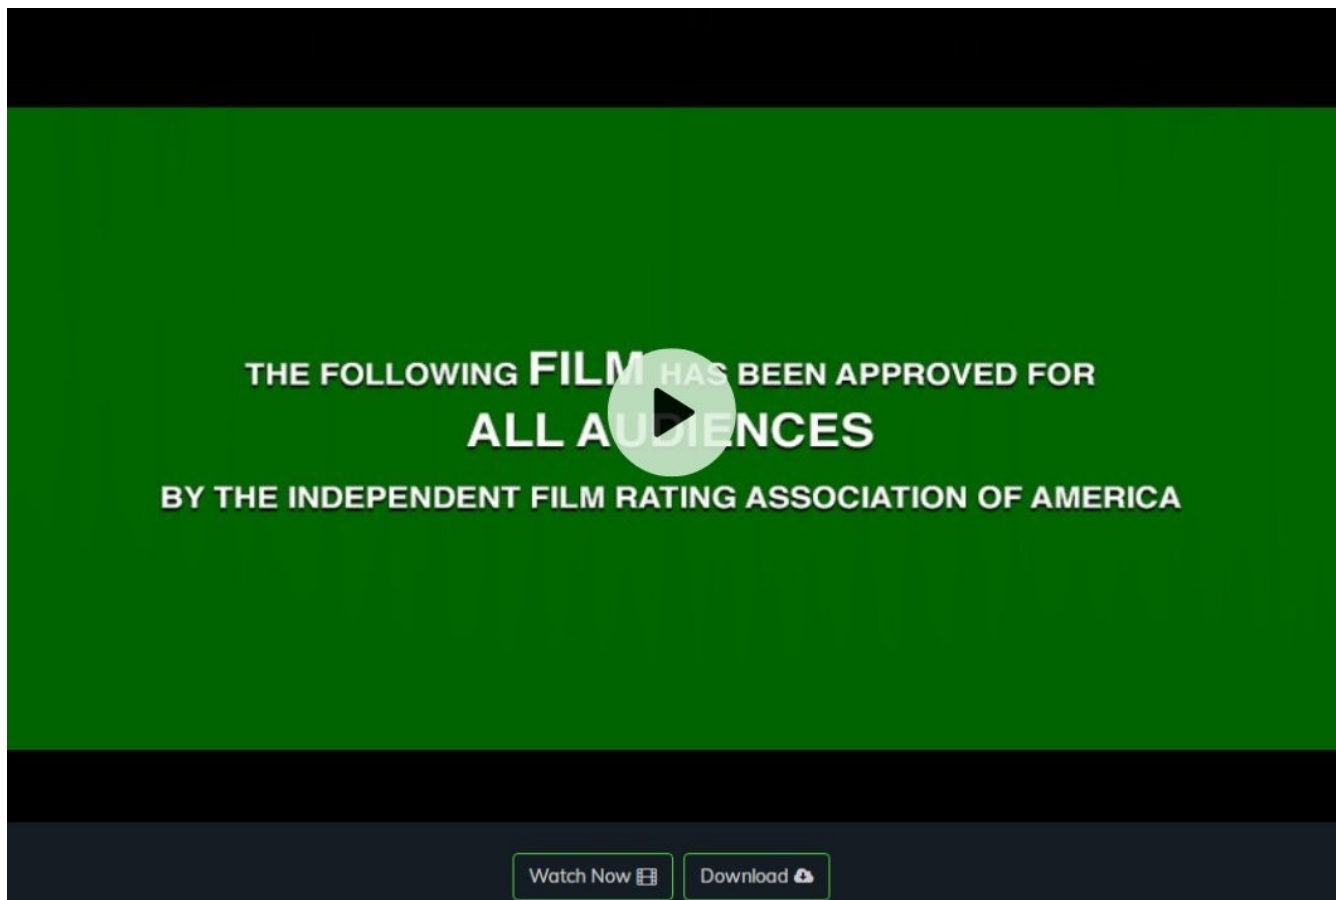 THE FOLLOWING FILM HAS BEEN APPROVED FOR
ALL AUDIENCES
BY THE INDEPENDENT FILM RATING ASSOCIATION OF AMERICA
Watch Now
Download